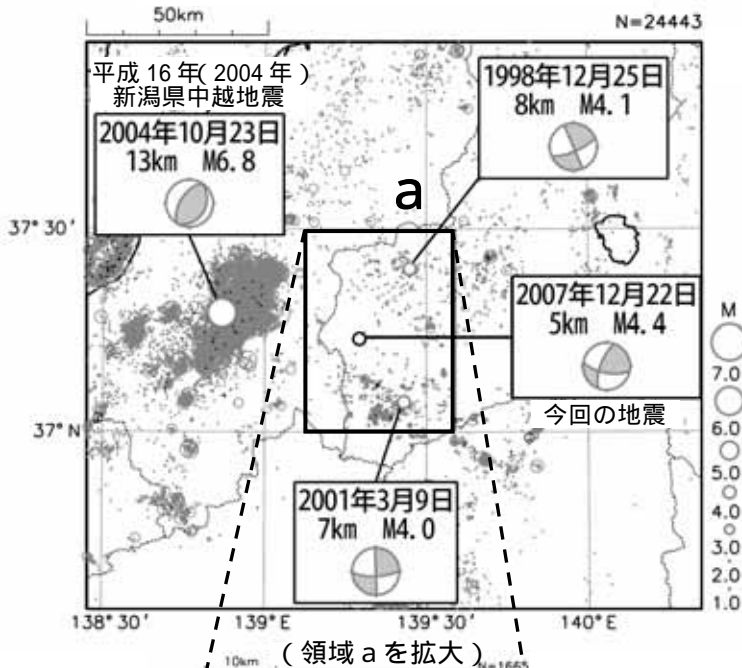 50km
N=24443
平成16年(2004年)
新潟県中越地震
2004年10月23日
13km M6.8
1998年12月25日
8km M4.1
a
37°30'
2007年12月22日
5km M4.4
今回の地震
M
7.0
6.0
5.0
4.0
3.0
2.0
1.0
37°N
2001年3月9日
7km M4.0
138°30'
139°E
139°30'
140°E
(領域aを拡大)
10km
N=1665